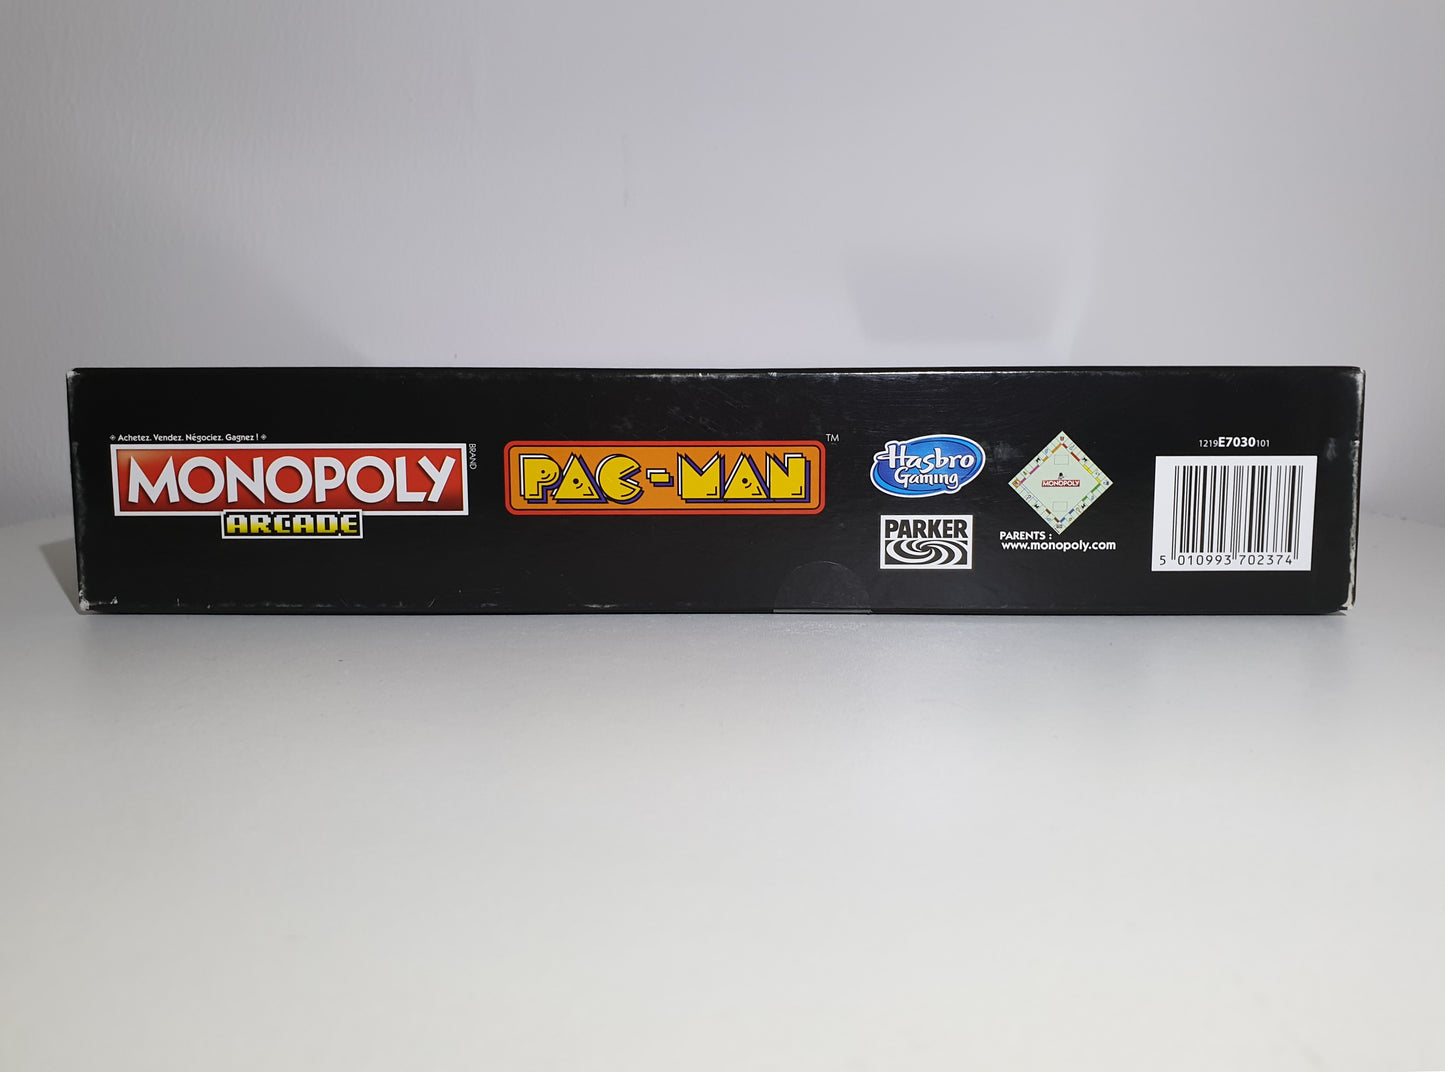 ◈ Achetez. Vendez. Négociez. Gagnez ! ◈
MONOPOLY
BRAND
ARCADE
PAC-MAN
TM
Hasbro
Gaming
PARKER
MONOPOLY
PARENTS :
www.monopoly.com
1219E7030101
5 010993 702374